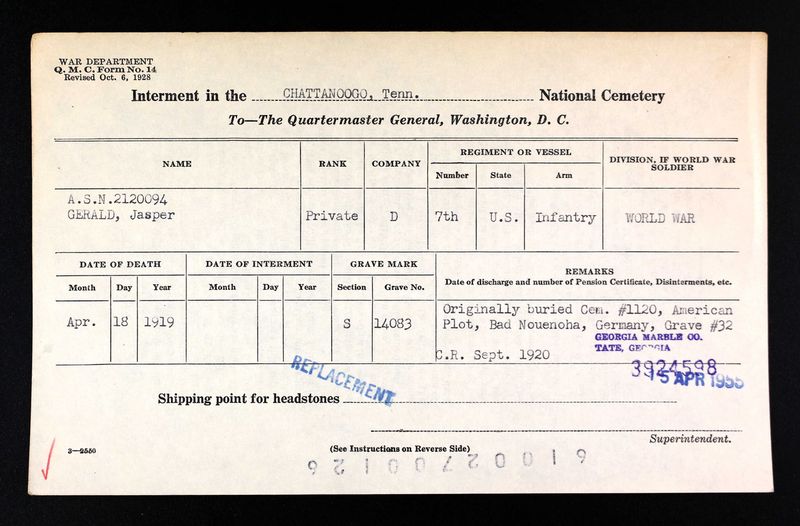 WAR DEPARTMENT
Q. M. C. Form No. 14
Revised Oct. 6, 1928
Interment in the CHATTANOOGO, Tenn. National Cemetery
To—The Quartermaster General, Washington, D. C.
NAME RANK COMPANY REGIMENT OR VESSEL DIVISION, IF WORLD WAR SOLDIER
Number State Arm
A.S.N.2120094
GERALD, Jasper Private D 7th U.S. Infantry WORLD WAR
DATE OF DEATH DATE OF INTERMENT GRAVE MARK REMARKS
Month Day Year Month Day Year Section Grave No. Date of discharge and number of Pension Certificate, Disinterments, etc.
Apr. 18 1919 S 14083 Originally buried Cem. #1120, American
Plot, Bad Nouenoha, Germany, Grave #32
GEORGIA MARBLE CO.
TATE, GEORGIA
C.R. Sept. 1920
3924598
15 APR 1955
REPLACEMENT
Shipping point for headstones
Superintendent.
3—2550
(See Instructions on Reverse Side)